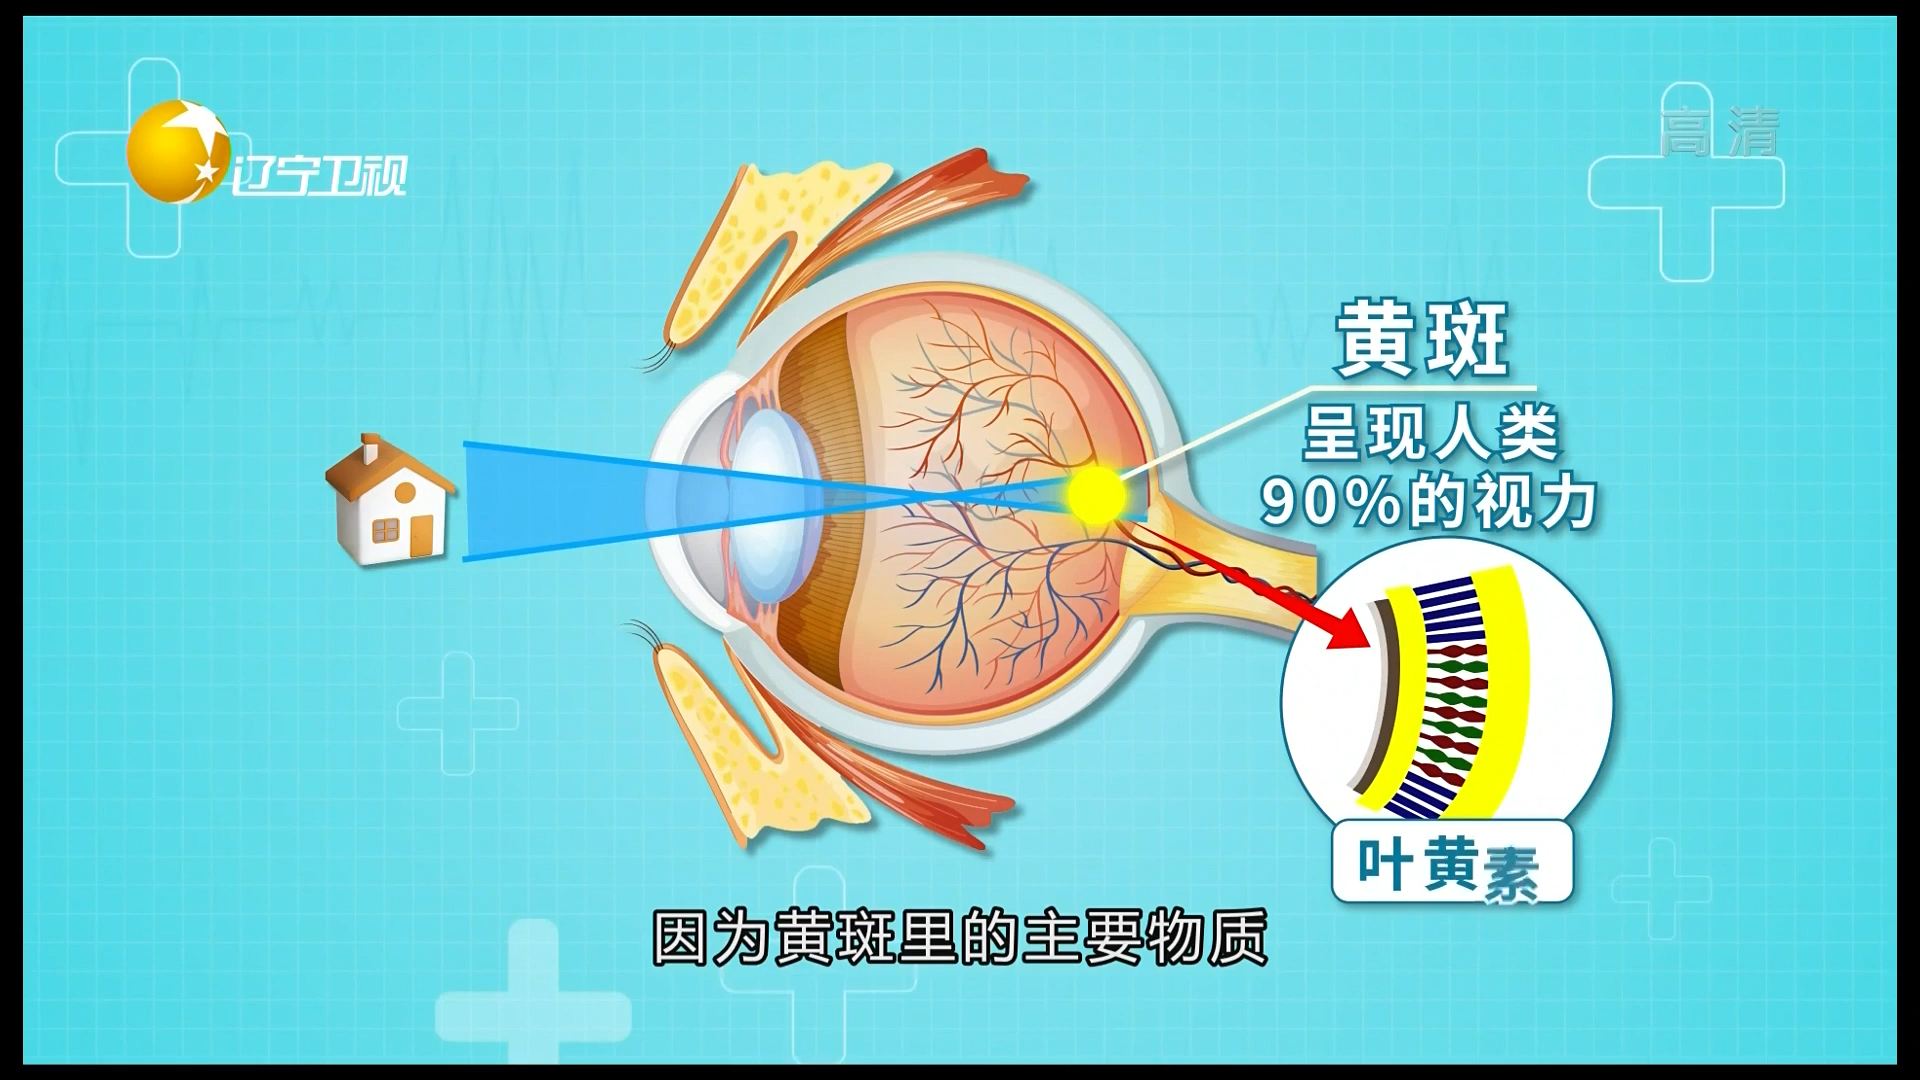 辽宁卫视
高清
黄斑
呈现人类
90%的视力
叶黄素
因为黄斑里的主要物质